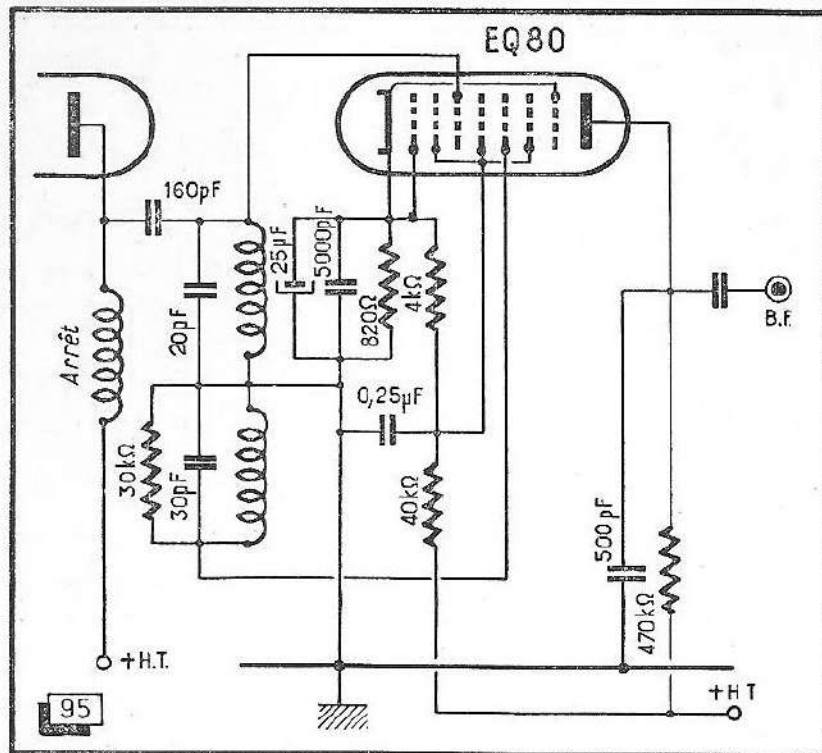 EQ80
160pF
Arrêt
20pF
25µF
5000pF
820Ω
4kΩ
B.F.
0,25µF
30kΩ
30pF
40kΩ
500pF
470kΩ
+H.T.
+HT
95